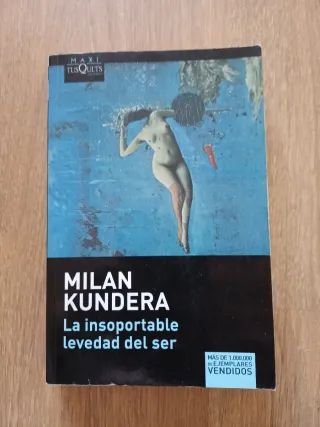 MAXI
TUSQUETS
MILAN
KUNDERA
La insoportable
levedad del ser
MÁS DE 1.000.000
DE EJEMPLARES
VENDIDOS